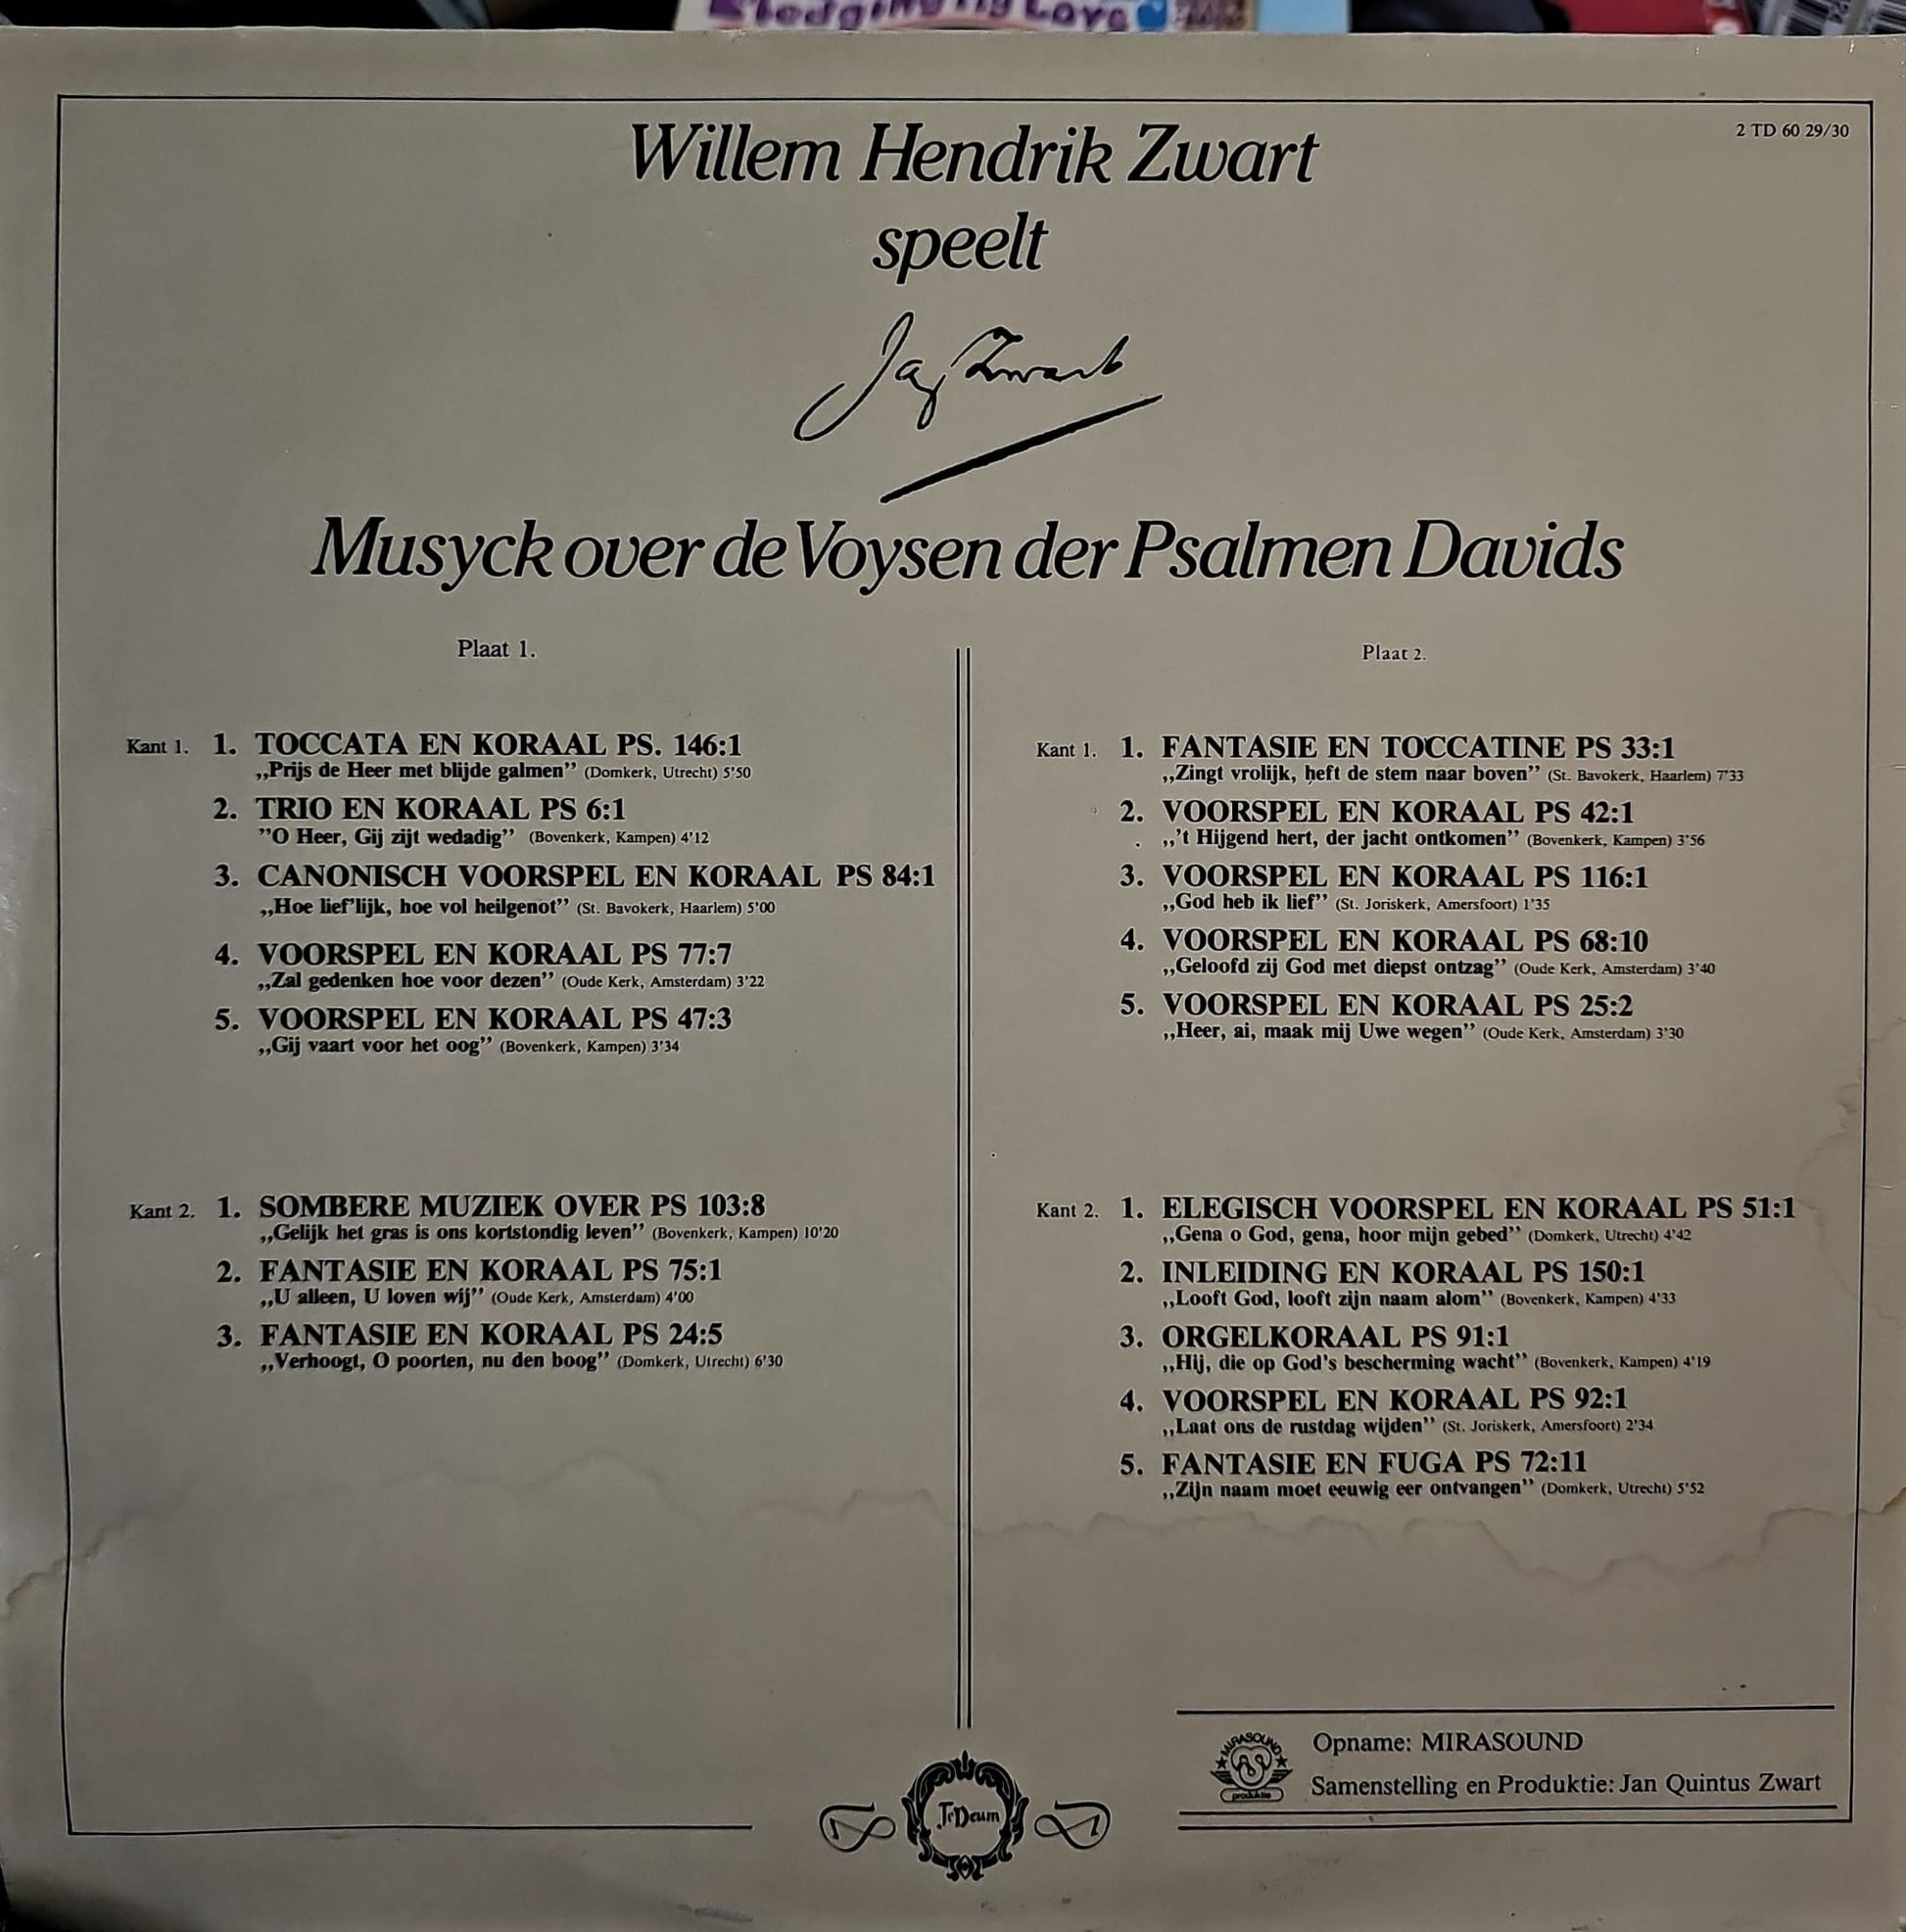 Pledging My Love
2 TD 60 29/30
Willem Hendrik Zwart
speelt
Jan Zwart
Musyck over de Voysen der Psalmen Davids
Plaat 1.
Kant 1. 1. TOCCATA EN KORAAL PS. 146:1
„Prijs de Heer met blijde galmen” (Domkerk, Utrecht) 5'50
2. TRIO EN KORAAL PS 6:1
”O Heer, Gij zijt wedadig” (Bovenkerk, Kampen) 4'12
3. CANONISCH VOORSPEL EN KORAAL PS 84:1
„Hoe lief'lijk, hoe vol heilgenot” (St. Bavokerk, Haarlem) 5'00
4. VOORSPEL EN KORAAL PS 77:7
„Zal gedenken hoe voor dezen” (Oude Kerk, Amsterdam) 3'22
5. VOORSPEL EN KORAAL PS 47:3
„Gij vaart voor het oog” (Bovenkerk, Kampen) 3'34
Kant 2. 1. SOMBERE MUZIEK OVER PS 103:8
„Gelijk het gras is ons kortstondig leven” (Bovenkerk, Kampen) 10'20
2. FANTASIE EN KORAAL PS 75:1
„U alleen, U loven wij” (Oude Kerk, Amsterdam) 4'00
3. FANTASIE EN KORAAL PS 24:5
„Verhoogt, O poorten, nu den boog” (Domkerk, Utrecht) 6'30
Plaat 2.
Kant 1. 1. FANTASIE EN TOCCATINE PS 33:1
„Zingt vrolijk, heft de stem naar boven” (St. Bavokerk, Haarlem) 7'33
2. VOORSPEL EN KORAAL PS 42:1
„'t Hijgend hert, der jacht ontkomen” (Bovenkerk, Kampen) 3'56
3. VOORSPEL EN KORAAL PS 116:1
„God heb ik lief” (St. Joriskerk, Amersfoort) 1'35
4. VOORSPEL EN KORAAL PS 68:10
„Geloofd zij God met diepst ontzag” (Oude Kerk, Amsterdam) 3'40
5. VOORSPEL EN KORAAL PS 25:2
„Heer, ai, maak mij Uwe wegen” (Oude Kerk, Amsterdam) 3'30
Kant 2. 1. ELEGISCH VOORSPEL EN KORAAL PS 51:1
„Gena o God, gena, hoor mijn gebed” (Domkerk, Utrecht) 4'42
2. INLEIDING EN KORAAL PS 150:1
„Looft God, looft zijn naam alom” (Bovenkerk, Kampen) 4'33
3. ORGELKORAAL PS 91:1
„Hij, die op God's bescherming wacht” (Bovenkerk, Kampen) 4'19
4. VOORSPEL EN KORAAL PS 92:1
„Laat ons de rustdag wijden” (St. Joriskerk, Amersfoort) 2'34
5. FANTASIE EN FUGA PS 72:11
„Zijn naam moet eeuwig eer ontvangen” (Domkerk, Utrecht) 5'52
MIRASOUND
produktie
Opname: MIRASOUND
Samenstelling en Produktie: Jan Quintus Zwart
Te Deum